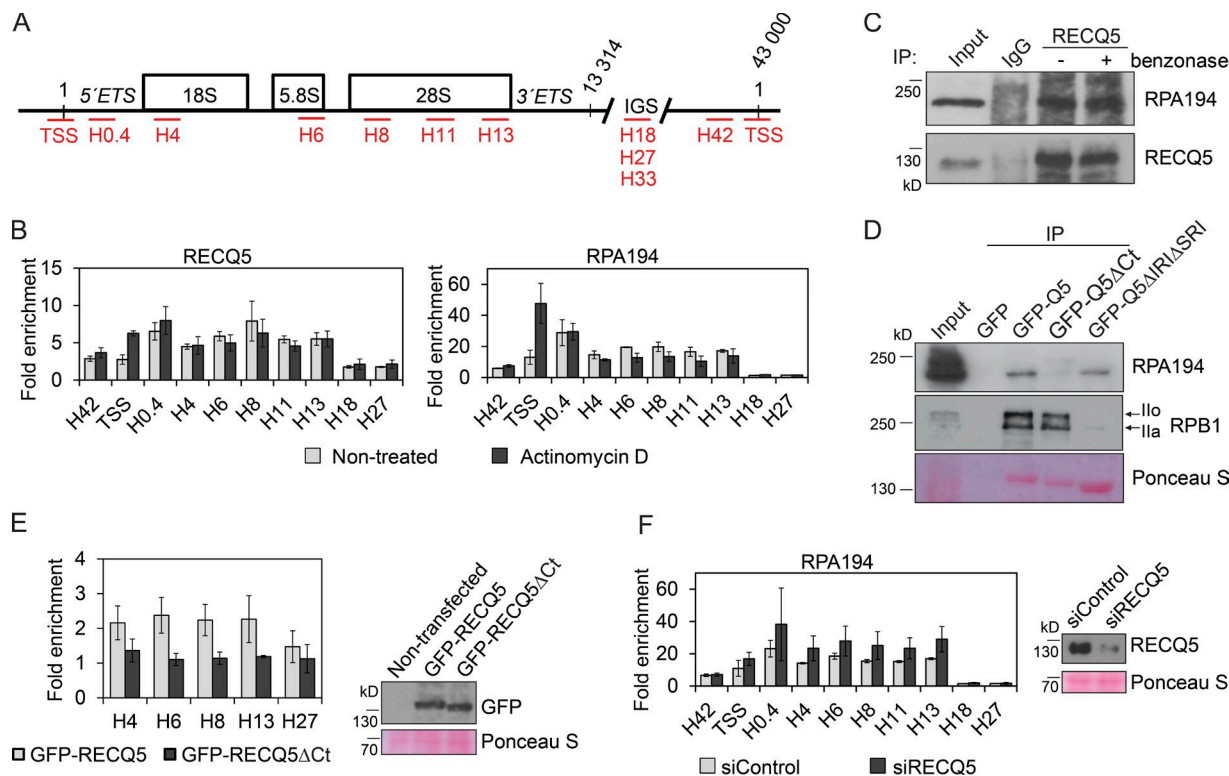 A
1 5´ETS 18S 5.8S 28S 3´ETS 13 314 IGS 43 000 1
TSS H0.4 H4 H6 H8 H11 H13 H18 H42 TSS
H27
H33
B
RECQ5
Fold enrichment
15
10
5
0
H42 TSS H0.4 H4 H6 H8 H11 H13 H18 H27
RPA194
Fold enrichment
60
40
20
0
H42 TSS H0.4 H4 H6 H8 H11 H13 H18 H27
Non-treated Actinomycin D
C
RECQ5
IP: Input IgG - + benzonase
250 RPA194
130 RECQ5
kD
D
IP
kD Input GFP GFP-Q5 GFP-Q5ΔCt GFP-Q5ΔIRIΔSRI
250 RPA194
IIo
250 RPB1
IIa
130 Ponceau S
E
Fold enrichment
4
3
2
1
0
H4 H6 H8 H13 H27
GFP-RECQ5 GFP-RECQ5ΔCt
Non-transfected GFP-RECQ5 GFP-RECQ5ΔCt
kD
130 GFP
70 Ponceau S
F
RPA194
Fold enrichment
60
40
20
0
H42 TSS H0.4 H4 H6 H8 H11 H13 H18 H27
siControl siRECQ5
siControl siRECQ5
kD
130 RECQ5
70 Ponceau S